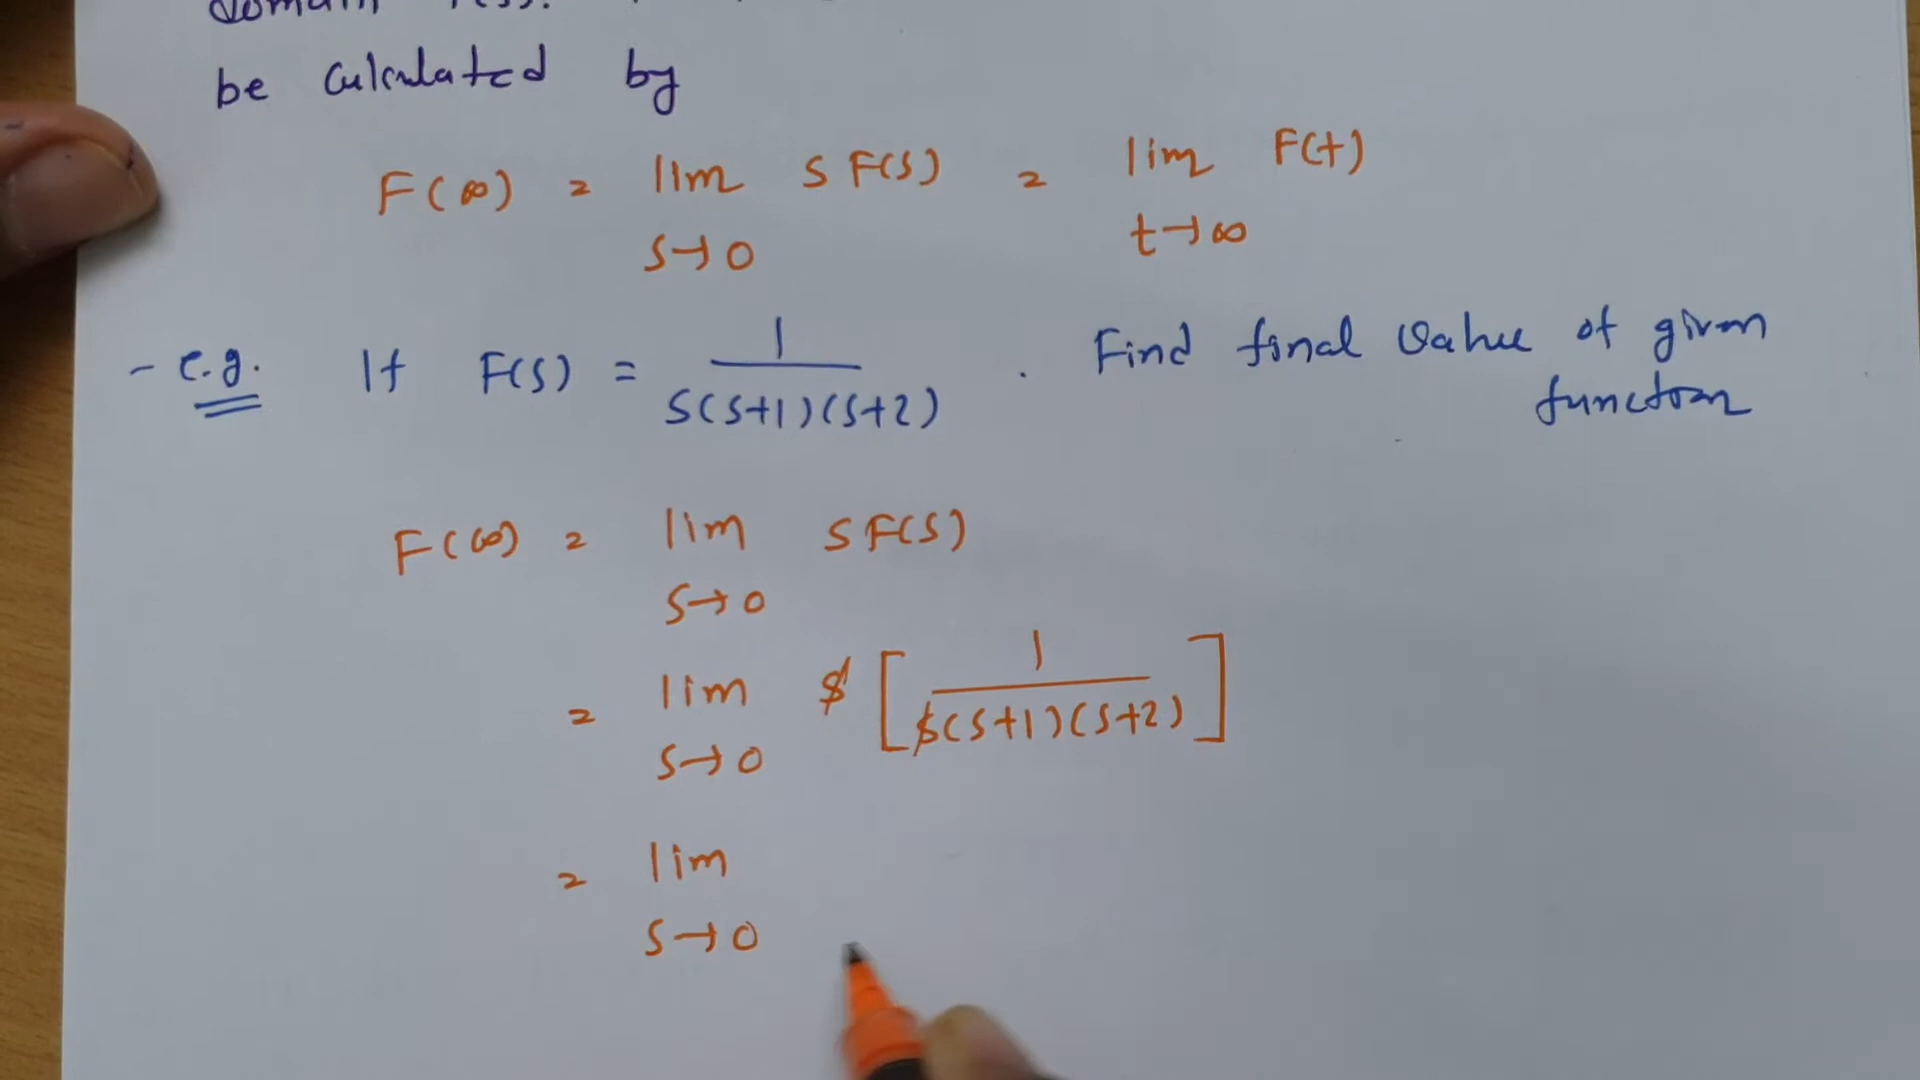 be calculated by
F(∞) = lim S F(S) = lim F(t)
S→0 t→∞
- e.g. If F(S) = 1 / S(S+1)(S+2) . Find final value of given
function
F(∞) = lim S F(S)
S→0
= lim S [ 1 / S(S+1)(S+2) ]
S→0
= lim
S→0